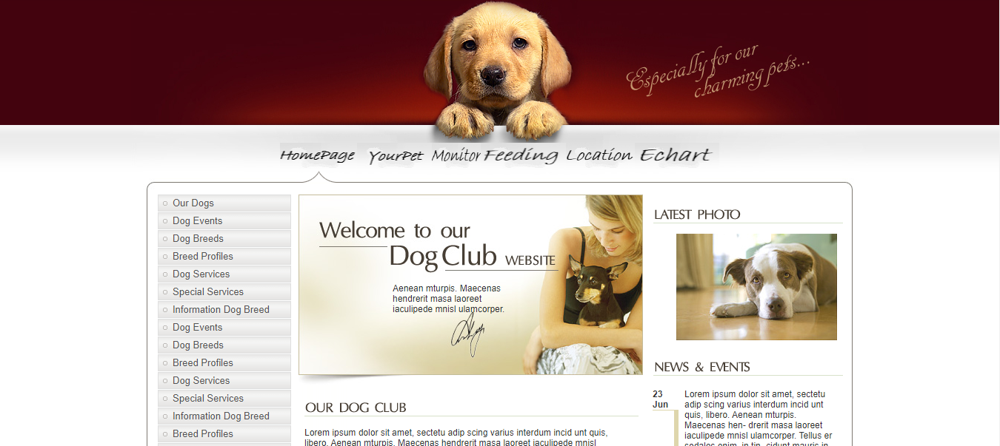 Especially for our
charming pets...
HomePage YourPet Monitor Feeding Location Echart
Our Dogs
Dog Events
Dog Breeds
Breed Profiles
Dog Services
Special Services
Information Dog Breed
Dog Events
Dog Breeds
Breed Profiles
Dog Services
Special Services
Information Dog Breed
Breed Profiles
Welcome to our
Dog Club WEBSITE
Aenean mturpis. Maecenas
hendrerit masa laoreet
iaculipede mnisl ulamcorper.
OUR DOG CLUB
Lorem ipsum dolor sit amet, sectetu adip scing varius interdum incid unt quis,
libero. Aenean mturpis. Maecenas hendrerit masa laoreet iaculipede mnisl
LATEST PHOTO
NEWS & EVENTS
23
Jun
Lorem ipsum dolor sit amet, sectetu
adip scing varius interdum incid unt
quis, libero. Aenean mturpis.
Maecenas hen- drerit masa laoreet
iaculipede mnisl ulamcorper. Tellus er
sodales enim, in tin- cidunt mauris in